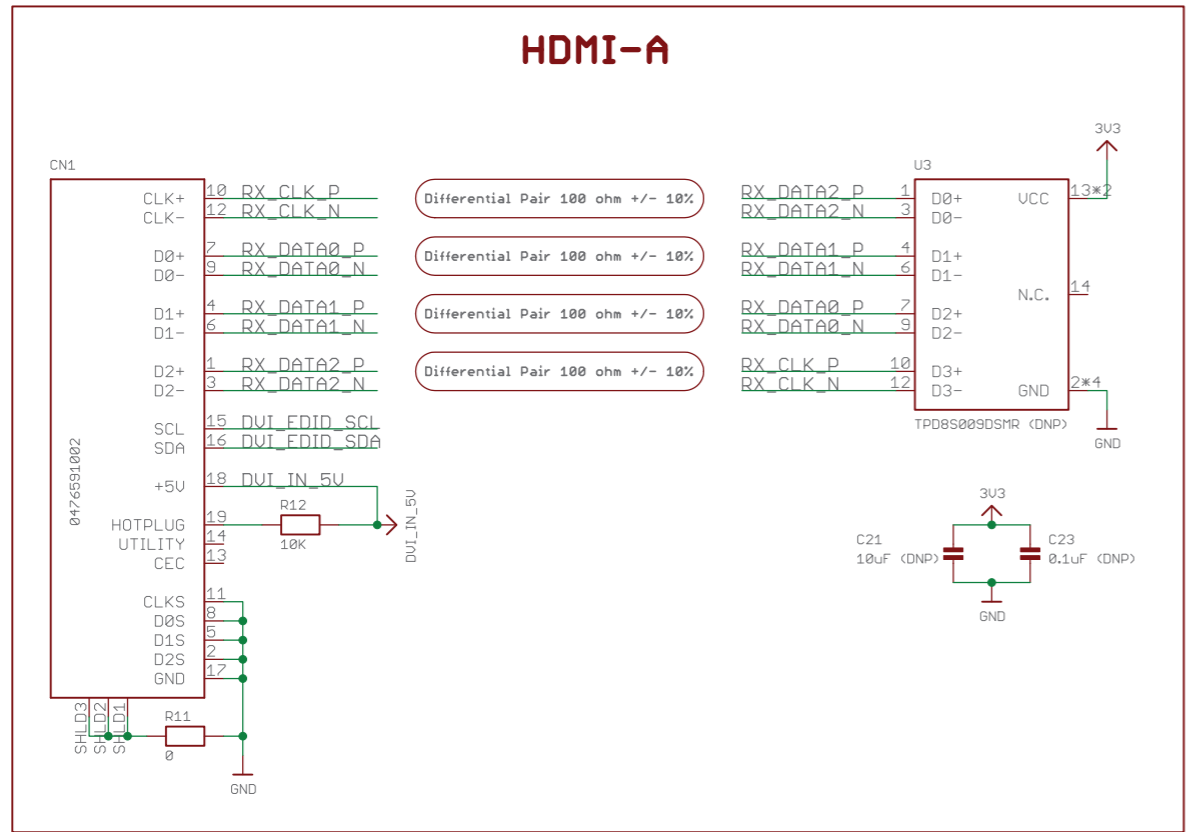 HDMI-A
CN1
0476591002
CLK+ 10 RX_CLK_P
CLK- 12 RX_CLK_N
D0+ 7 RX_DATA0_P
D0- 9 RX_DATA0_N
D1+ 4 RX_DATA1_P
D1- 6 RX_DATA1_N
D2+ 1 RX_DATA2_P
D2- 3 RX_DATA2_N
SCL 15 DVI_EDID_SCL
SDA 16 DVI_EDID_SDA
+5V 18 DVI_IN_5V
HOTPLUG 19
UTILITY 14
CEC 13
CLKS 11
D0S 8
D1S 5
D2S 2
GND 17
SHLD3
SHLD2
SHLD1
R12
10K
DVI_IN_5V
R11
0
GND
Differential Pair 100 ohm +/- 10%
Differential Pair 100 ohm +/- 10%
Differential Pair 100 ohm +/- 10%
Differential Pair 100 ohm +/- 10%
U3
RX_DATA2_P 1 D0+
RX_DATA2_N 3 D0-
RX_DATA1_P 4 D1+
RX_DATA1_N 6 D1-
RX_DATA0_P 7 D2+
RX_DATA0_N 9 D2-
RX_CLK_P 10 D3+
RX_CLK_N 12 D3-
VCC 13*2
3V3
N.C. 14
GND 2*4
GND
TPD8S009DSMR (DNP)
3V3
C21
10uF (DNP)
C23
0.1uF (DNP)
GND